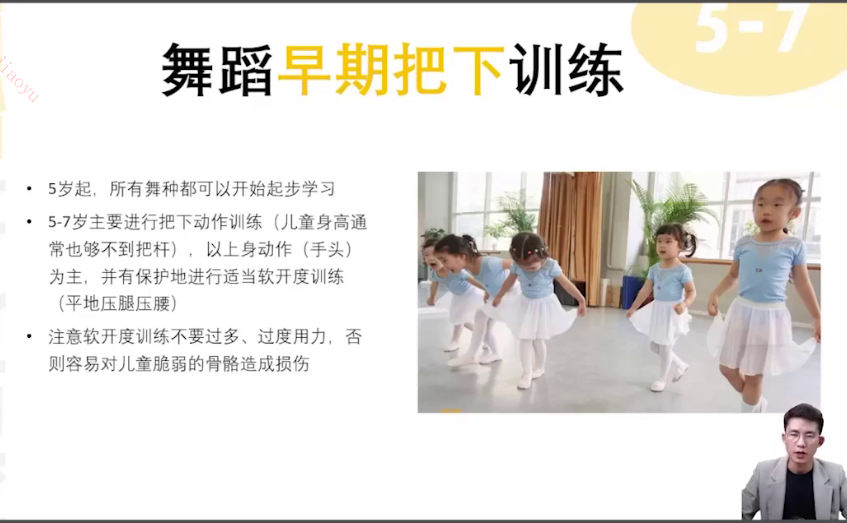 5-7
jiaoyu
舞蹈早期把下训练
• 5岁起，所有舞种都可以开始起步学习
• 5-7岁主要进行把下动作训练（儿童身高通
常也够不到把杆），以上身动作（手头）
为主，并有保护地进行适当软开度训练
（平地压腿压腰）
• 注意软开度训练不要过多、过度用力，否
则容易对儿童脆弱的骨骼造成损伤